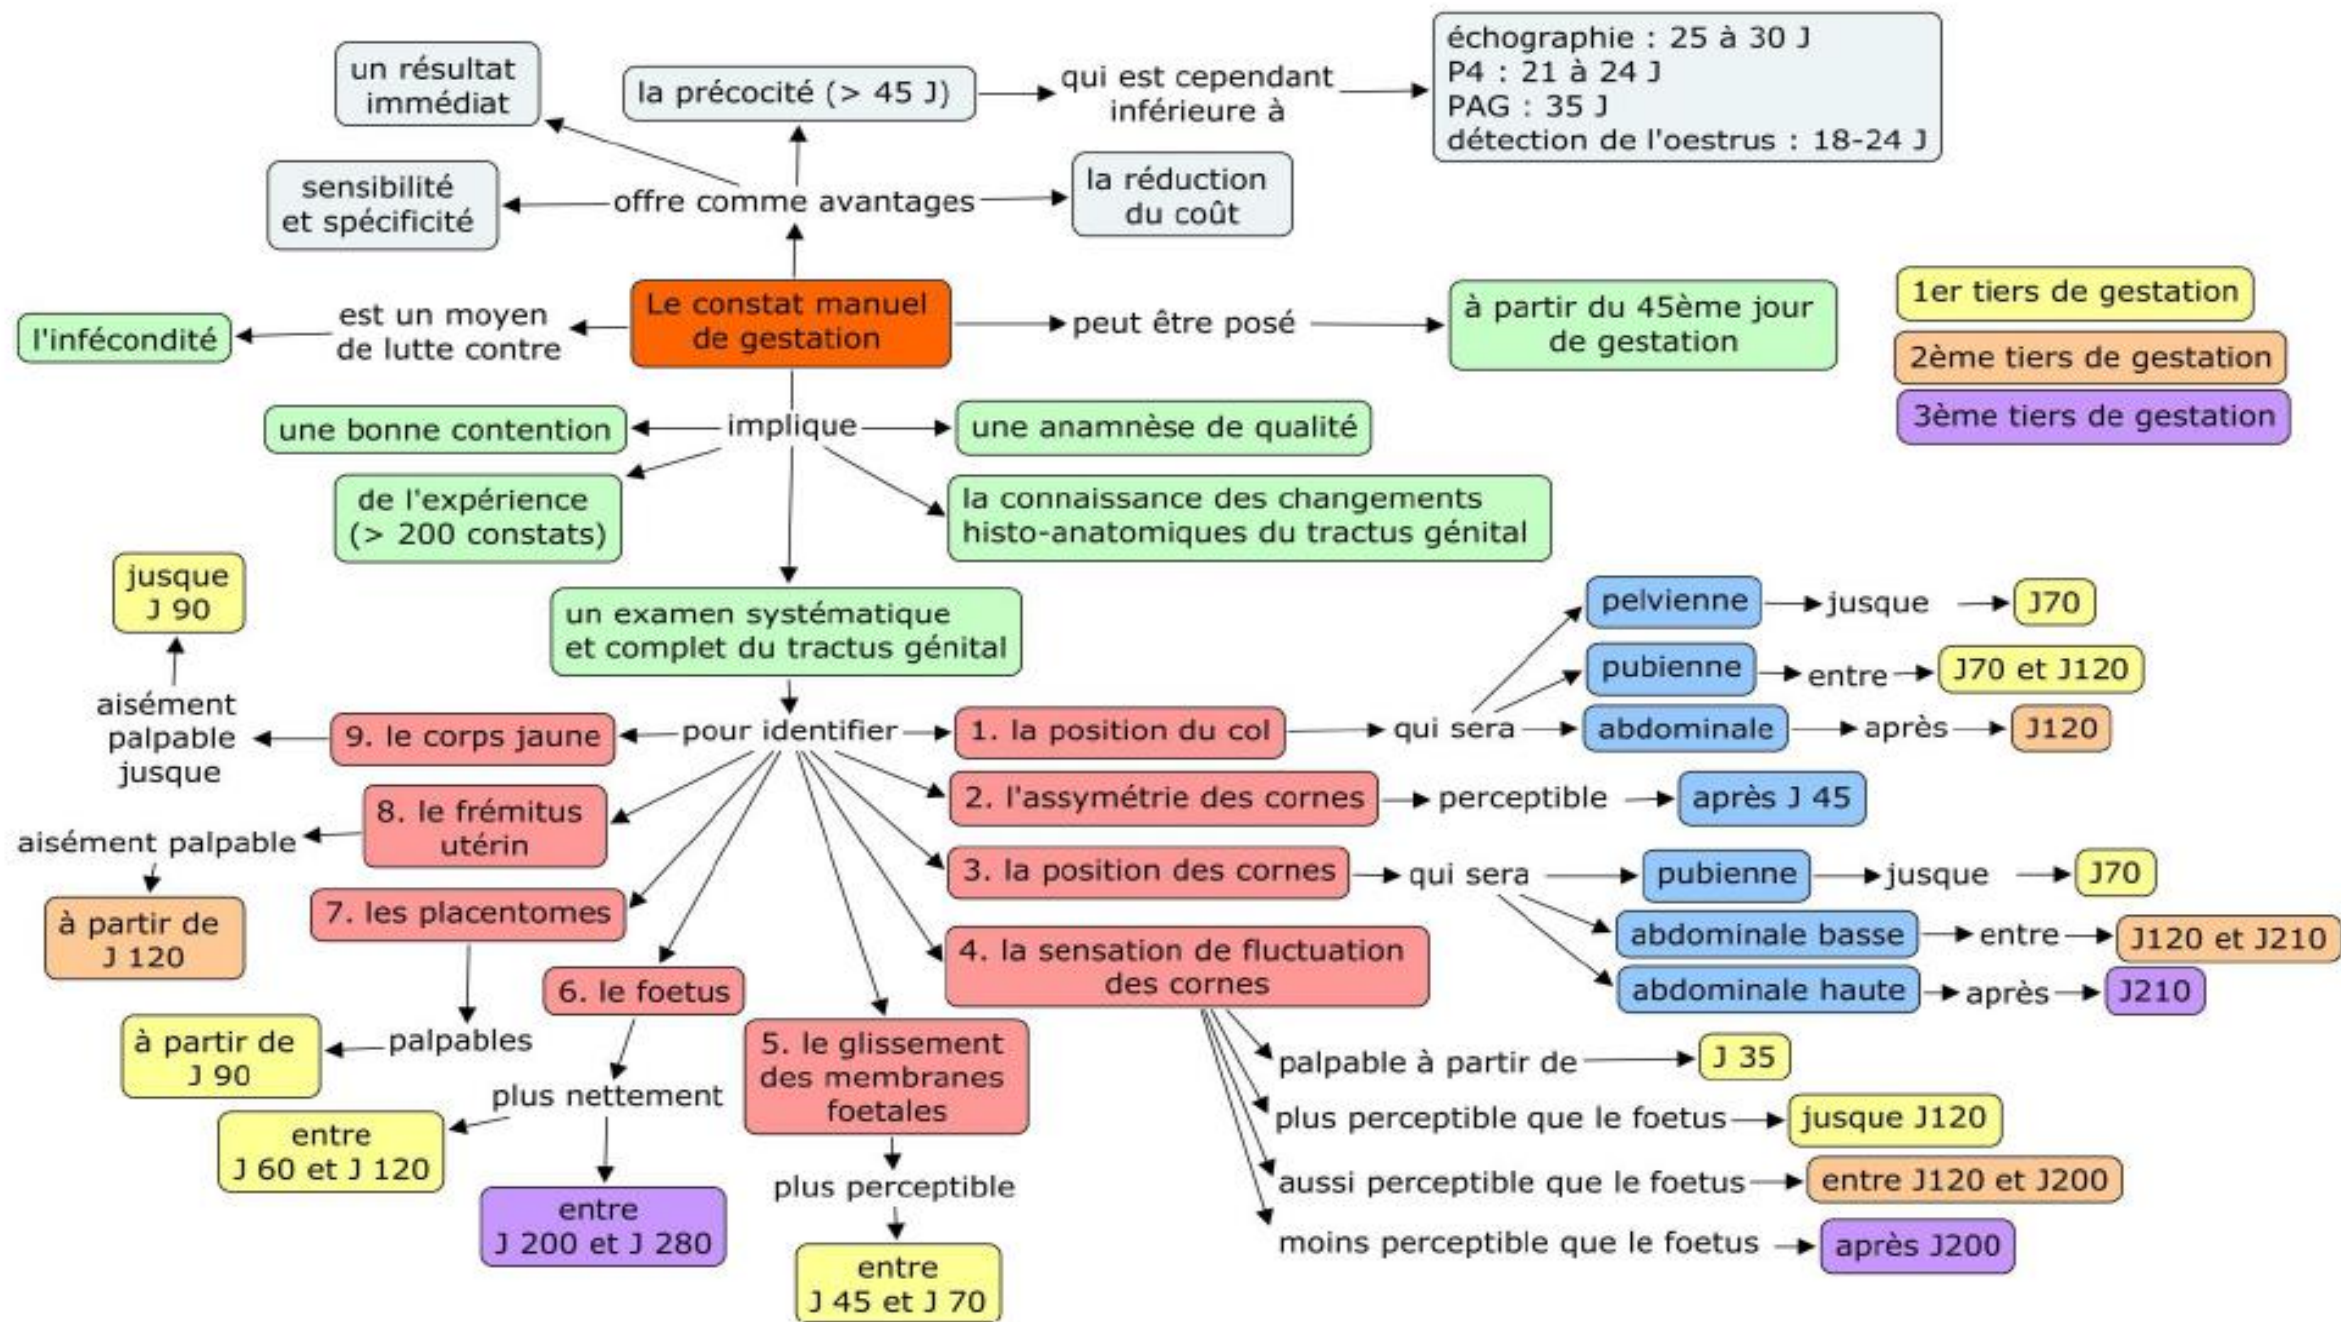 un résultat
immédiat
la précocité (> 45 J)
qui est cependant
inférieure à
échographie : 25 à 30 J
P4 : 21 à 24 J
PAG : 35 J
détection de l'oestrus : 18-24 J
sensibilité
et spécificité
offre comme avantages
la réduction
du coût
l'infécondité
est un moyen
de lutte contre
Le constat manuel
de gestation
peut être posé
à partir du 45ème jour
de gestation
1er tiers de gestation
2ème tiers de gestation
3ème tiers de gestation
une bonne contention
implique
une anamnèse de qualité
de l'expérience
(> 200 constats)
la connaissance des changements
histo-anatomiques du tractus génital
un examen systématique
et complet du tractus génital
pour identifier
1. la position du col
qui sera
pelvienne
jusque
J70
pubienne
entre
J70 et J120
abdominale
après
J120
2. l'assymétrie des cornes
perceptible
après J 45
3. la position des cornes
qui sera
pubienne
jusque
J70
abdominale basse
entre
J120 et J210
abdominale haute
après
J210
4. la sensation de fluctuation
des cornes
palpable à partir de
J 35
plus perceptible que le foetus
jusque J120
aussi perceptible que le foetus
entre J120 et J200
moins perceptible que le foetus
après J200
5. le glissement
des membranes
foetales
plus perceptible
entre
J 45 et J 70
6. le foetus
plus nettement
entre
J 60 et J 120
entre
J 200 et J 280
7. les placentomes
palpables
à partir de
J 90
8. le frémitus
utérin
aisément palpable
à partir de
J 120
9. le corps jaune
aisément
palpable
jusque
jusque
J 90